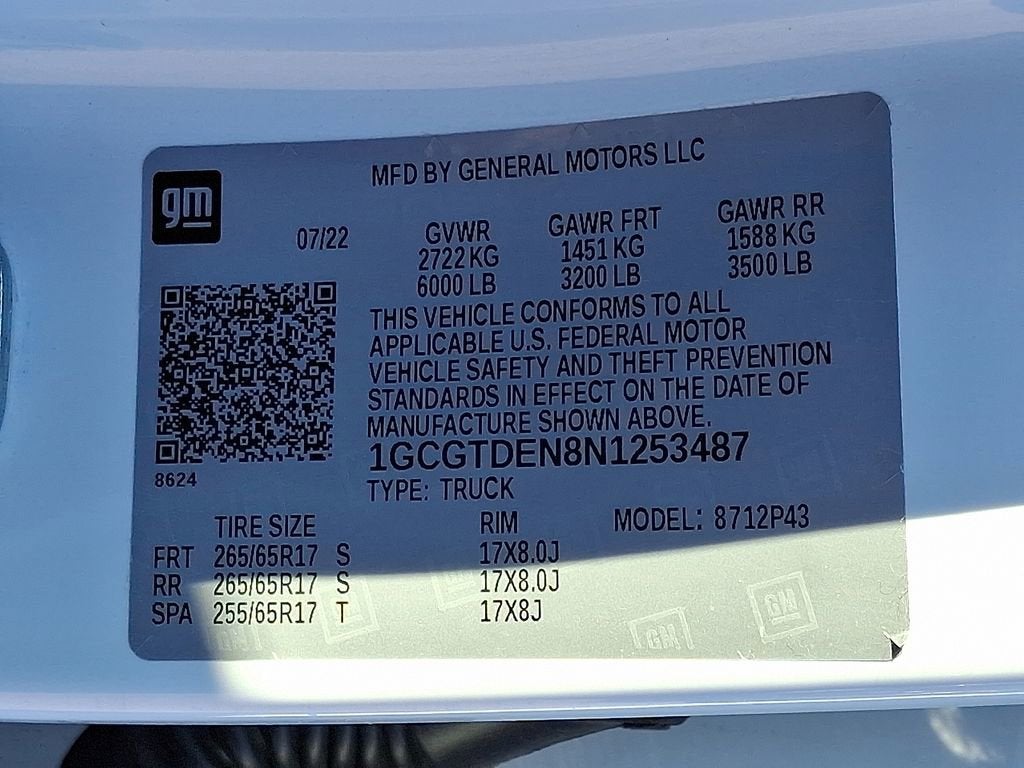 MFD BY GENERAL MOTORS LLC
gm
07/22 GVWR GAWR FRT GAWR RR
2722 KG 1451 KG 1588 KG
6000 LB 3200 LB 3500 LB
THIS VEHICLE CONFORMS TO ALL
APPLICABLE U.S. FEDERAL MOTOR
VEHICLE SAFETY AND THEFT PREVENTION
STANDARDS IN EFFECT ON THE DATE OF
MANUFACTURE SHOWN ABOVE.
1GCGTDEN8N1253487
8624
TYPE: TRUCK
TIRE SIZE RIM MODEL: 8712P43
FRT 265/65R17 S 17X8.0J
RR 265/65R17 S 17X8.0J
SPA 255/65R17 T 17X8J
GM
GM